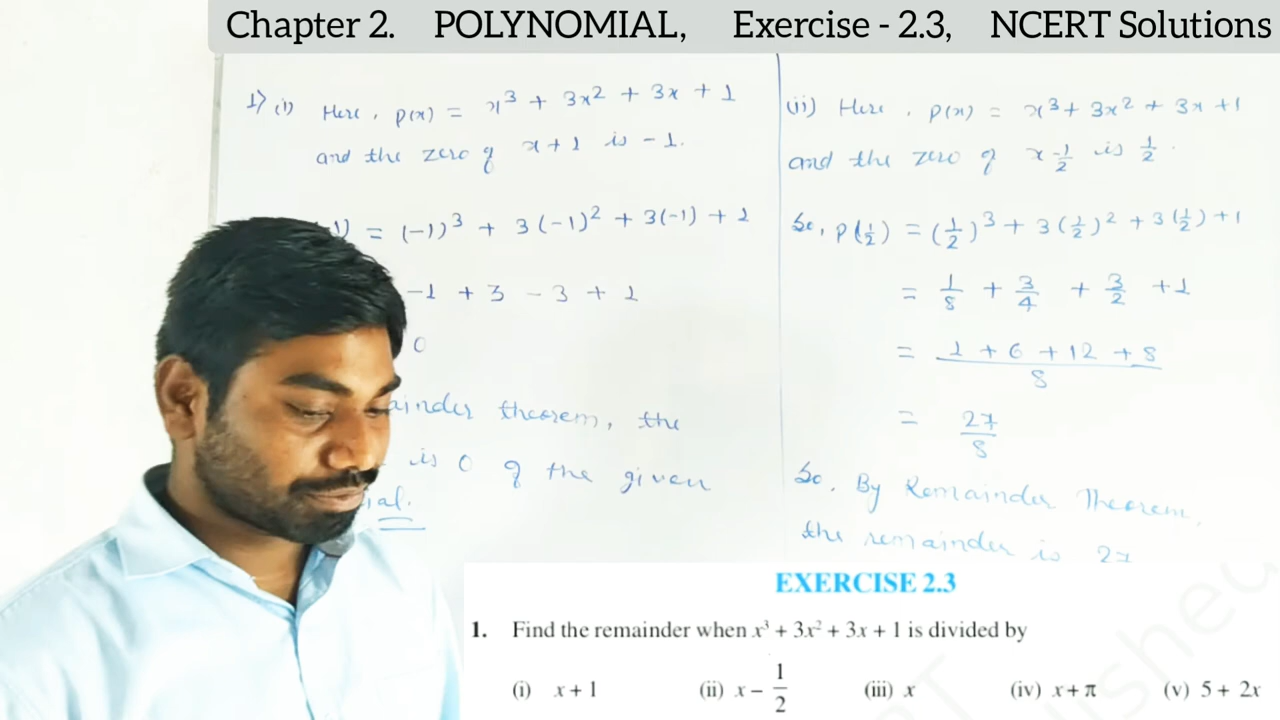 Chapter 2. POLYNOMIAL, Exercise - 2.3, NCERT Solutions
1) (i) Here, p(x) = x³ + 3x² + 3x + 1
and the zero of x + 1 is -1.
= (-1)³ + 3(-1)² + 3(-1) + 1
-1 + 3 - 3 + 1
0
ainder theorem, the
is 0 of the given
ial.
(ii) Here, p(x) = x³ + 3x² + 3x + 1
and the zero of x - 1/2 is 1/2.
So, p(1/2) = (1/2)³ + 3(1/2)² + 3(1/2) + 1
= 1/8 + 3/4 + 3/2 + 1
= 1 + 6 + 12 + 8 / 8
= 27/8
So, By Remainder Theorem,
the remainder is 27
EXERCISE 2.3
1. Find the remainder when x³ + 3x² + 3x + 1 is divided by
(i) x + 1 (ii) x – 1/2 (iii) x (iv) x + π (v) 5 + 2x